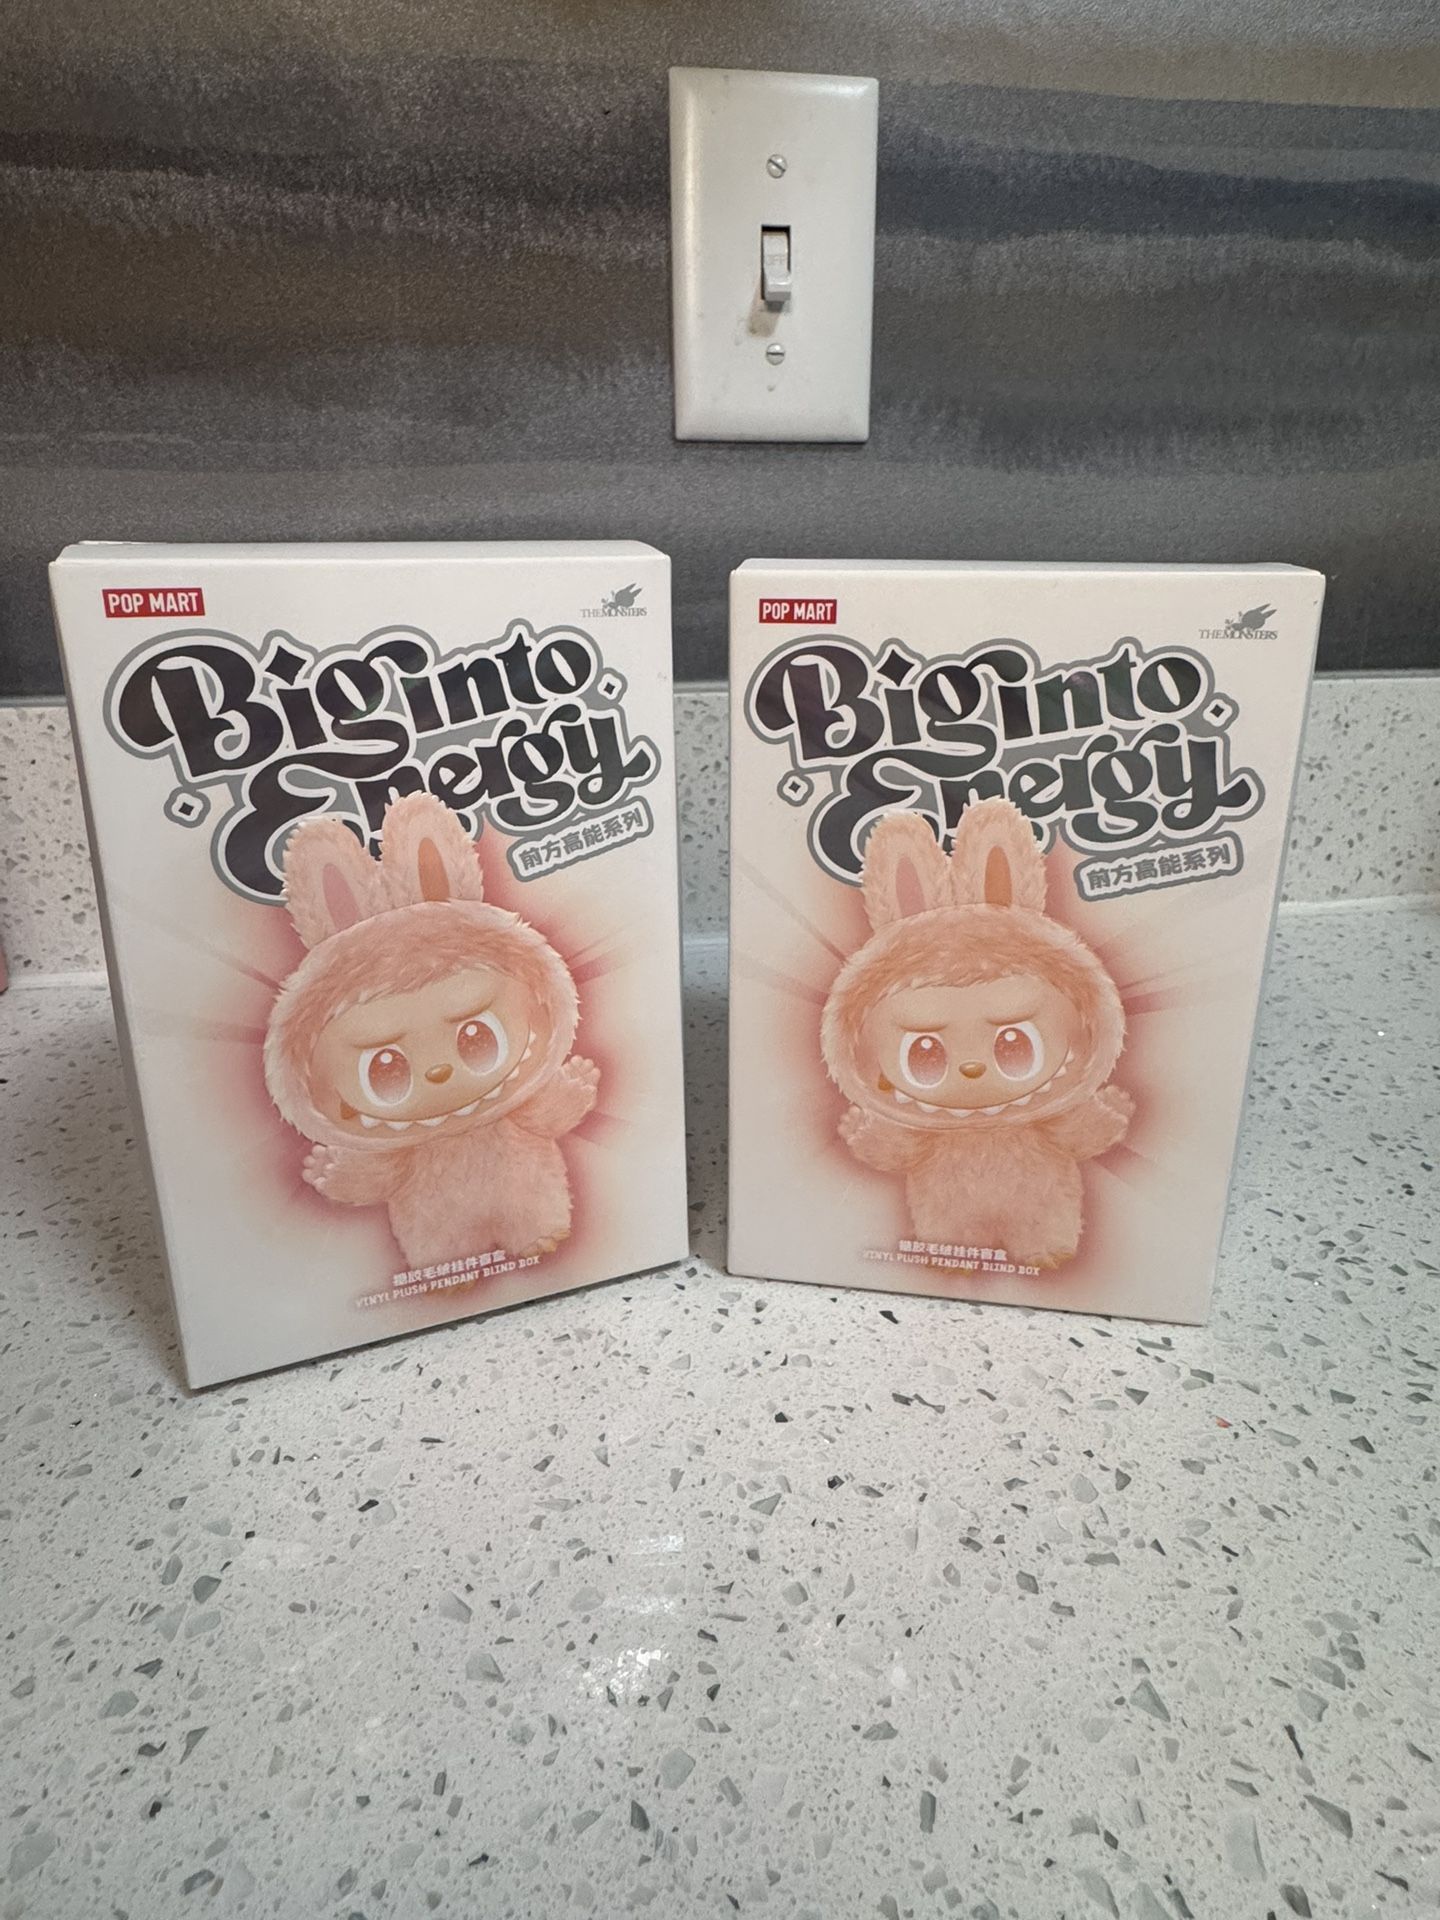 POP MART
THE MONSTERS
Big into
Energy
前方高能系列
搪胶毛绒挂件盲盒
VINYL PLUSH PENDANT BLIND BOX
POP MART
THE MONSTERS
Big into
Energy
前方高能系列
搪胶毛绒挂件盲盒
VINYL PLUSH PENDANT BLIND BOX
OFF